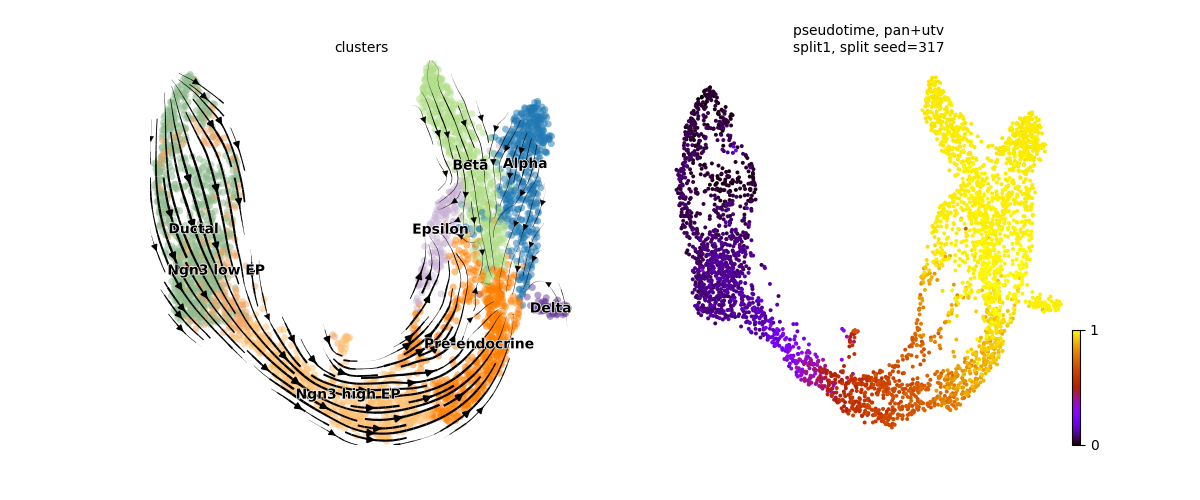 clusters
Beta
Alpha
Ductal
Epsilon
Ngn3 low EP
Delta
Pre-endocrine
Ngn3 high EP
pseudotime, pan+utv
split1, split seed=317
1
0